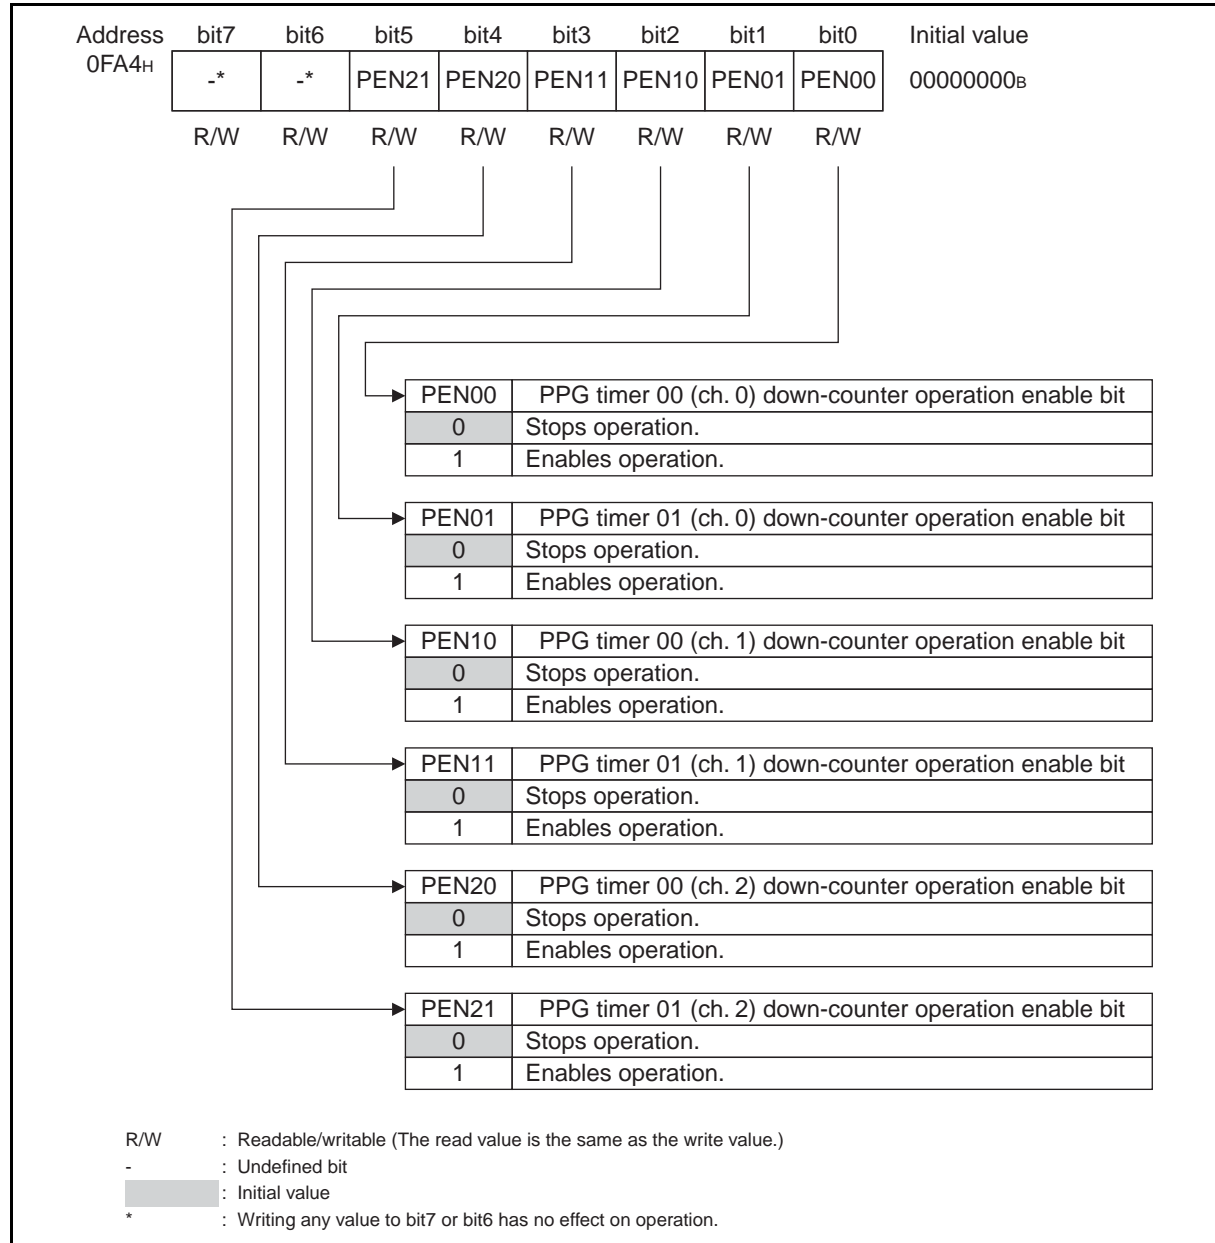 Address bit7 bit6 bit5 bit4 bit3 bit2 bit1 bit0 Initial value
0FA4H -* -* PEN21 PEN20 PEN11 PEN10 PEN01 PEN00 00000000B
R/W R/W R/W R/W R/W R/W R/W R/W
PEN00 PPG timer 00 (ch. 0) down-counter operation enable bit
0 Stops operation.
1 Enables operation.
PEN01 PPG timer 01 (ch. 0) down-counter operation enable bit
0 Stops operation.
1 Enables operation.
PEN10 PPG timer 00 (ch. 1) down-counter operation enable bit
0 Stops operation.
1 Enables operation.
PEN11 PPG timer 01 (ch. 1) down-counter operation enable bit
0 Stops operation.
1 Enables operation.
PEN20 PPG timer 00 (ch. 2) down-counter operation enable bit
0 Stops operation.
1 Enables operation.
PEN21 PPG timer 01 (ch. 2) down-counter operation enable bit
0 Stops operation.
1 Enables operation.
R/W : Readable/writable (The read value is the same as the write value.)
- : Undefined bit
: Initial value
* : Writing any value to bit7 or bit6 has no effect on operation.